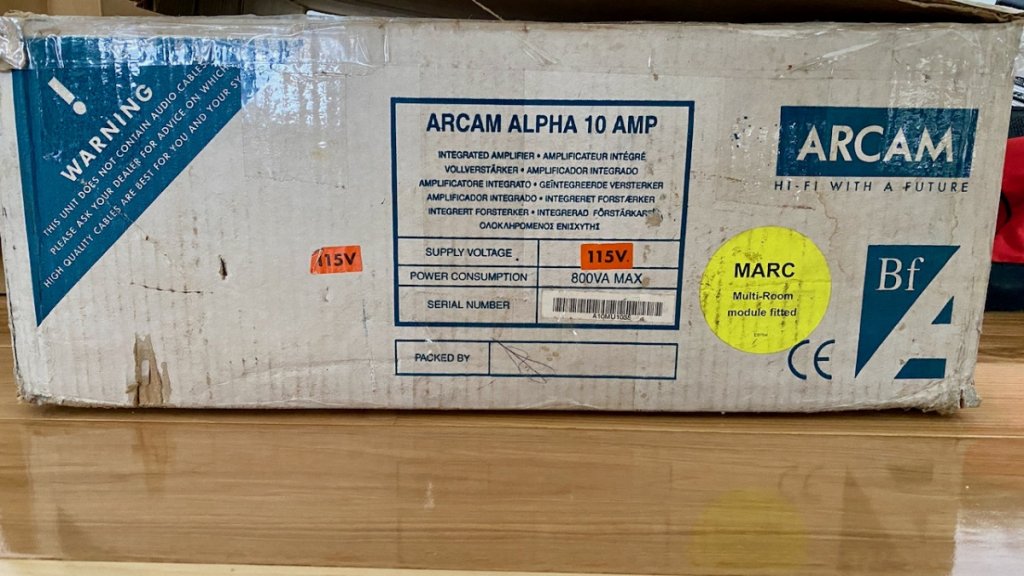 !
WARNING
THIS UNIT DOES NOT CONTAIN AUDIO CABLES.
PLEASE ASK YOUR DEALER FOR ADVICE ON WHICH
HIGH QUALITY CABLES ARE BEST FOR YOU AND YOUR SY
115V
ARCAM ALPHA 10 AMP
INTEGRATED AMPLIFIER • AMPLIFICATEUR INTÉGRÉ
VOLLVERSTÄRKER • AMPLIFICADOR INTEGRADO
AMPLIFICATORE INTEGRATO • GEÏNTEGREERDE VERSTERKER
AMPLIFICADOR INTEGRADO • INTEGRERET FORSTÆRKER
INTEGRERT FORSTERKER • INTEGRERAD FÖRSTÄRKARE
ΟΛΟΚΛΗΡΟΜΕΝΟΣ ΕΝΙΣΧΥΤΗΣ
SUPPLY VOLTAGE 115V
POWER CONSUMPTION 800VA MAX
SERIAL NUMBER
PACKED BY
ARCAM
HI-FI WITH A FUTURE
MARC
Multi-Room
module fitted
Bf
A
CE